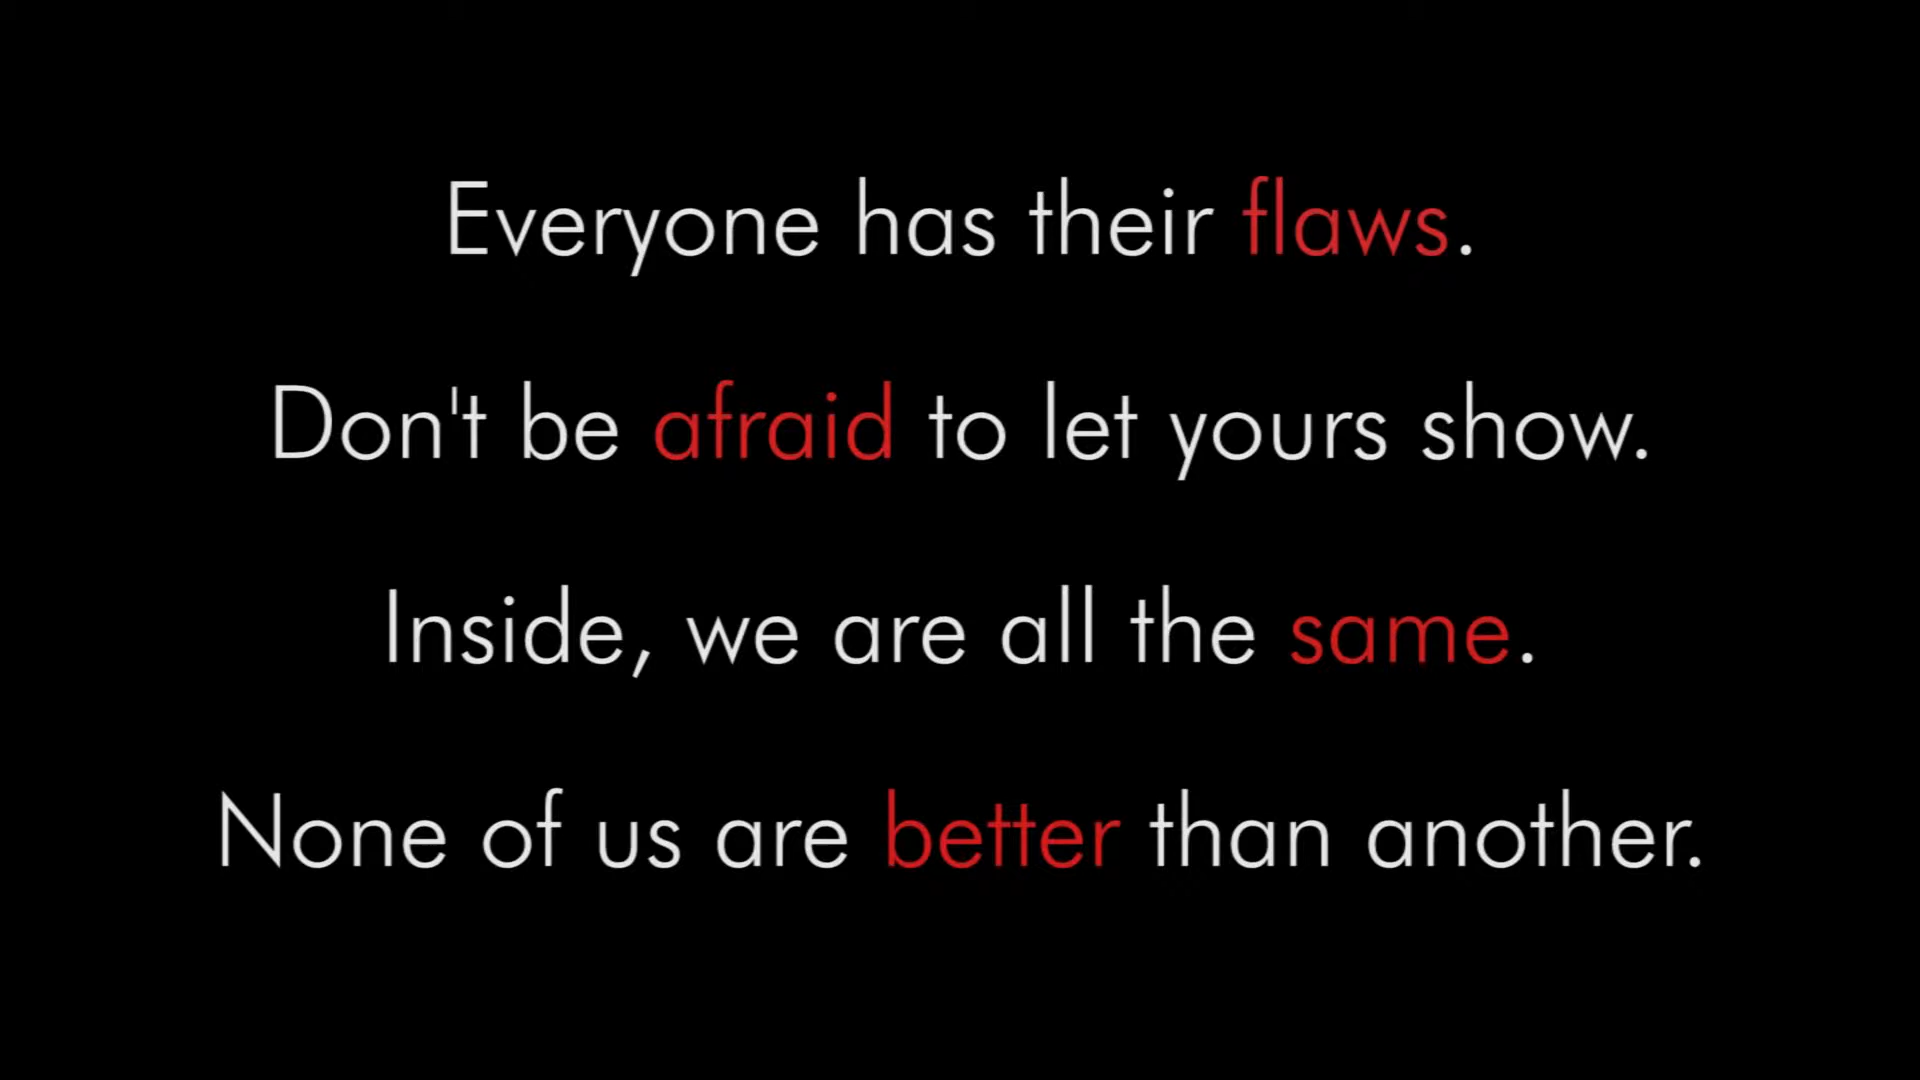 Everyone has their flaws.
Don't be afraid to let yours show.
Inside, we are all the same.
None of us are better than another.